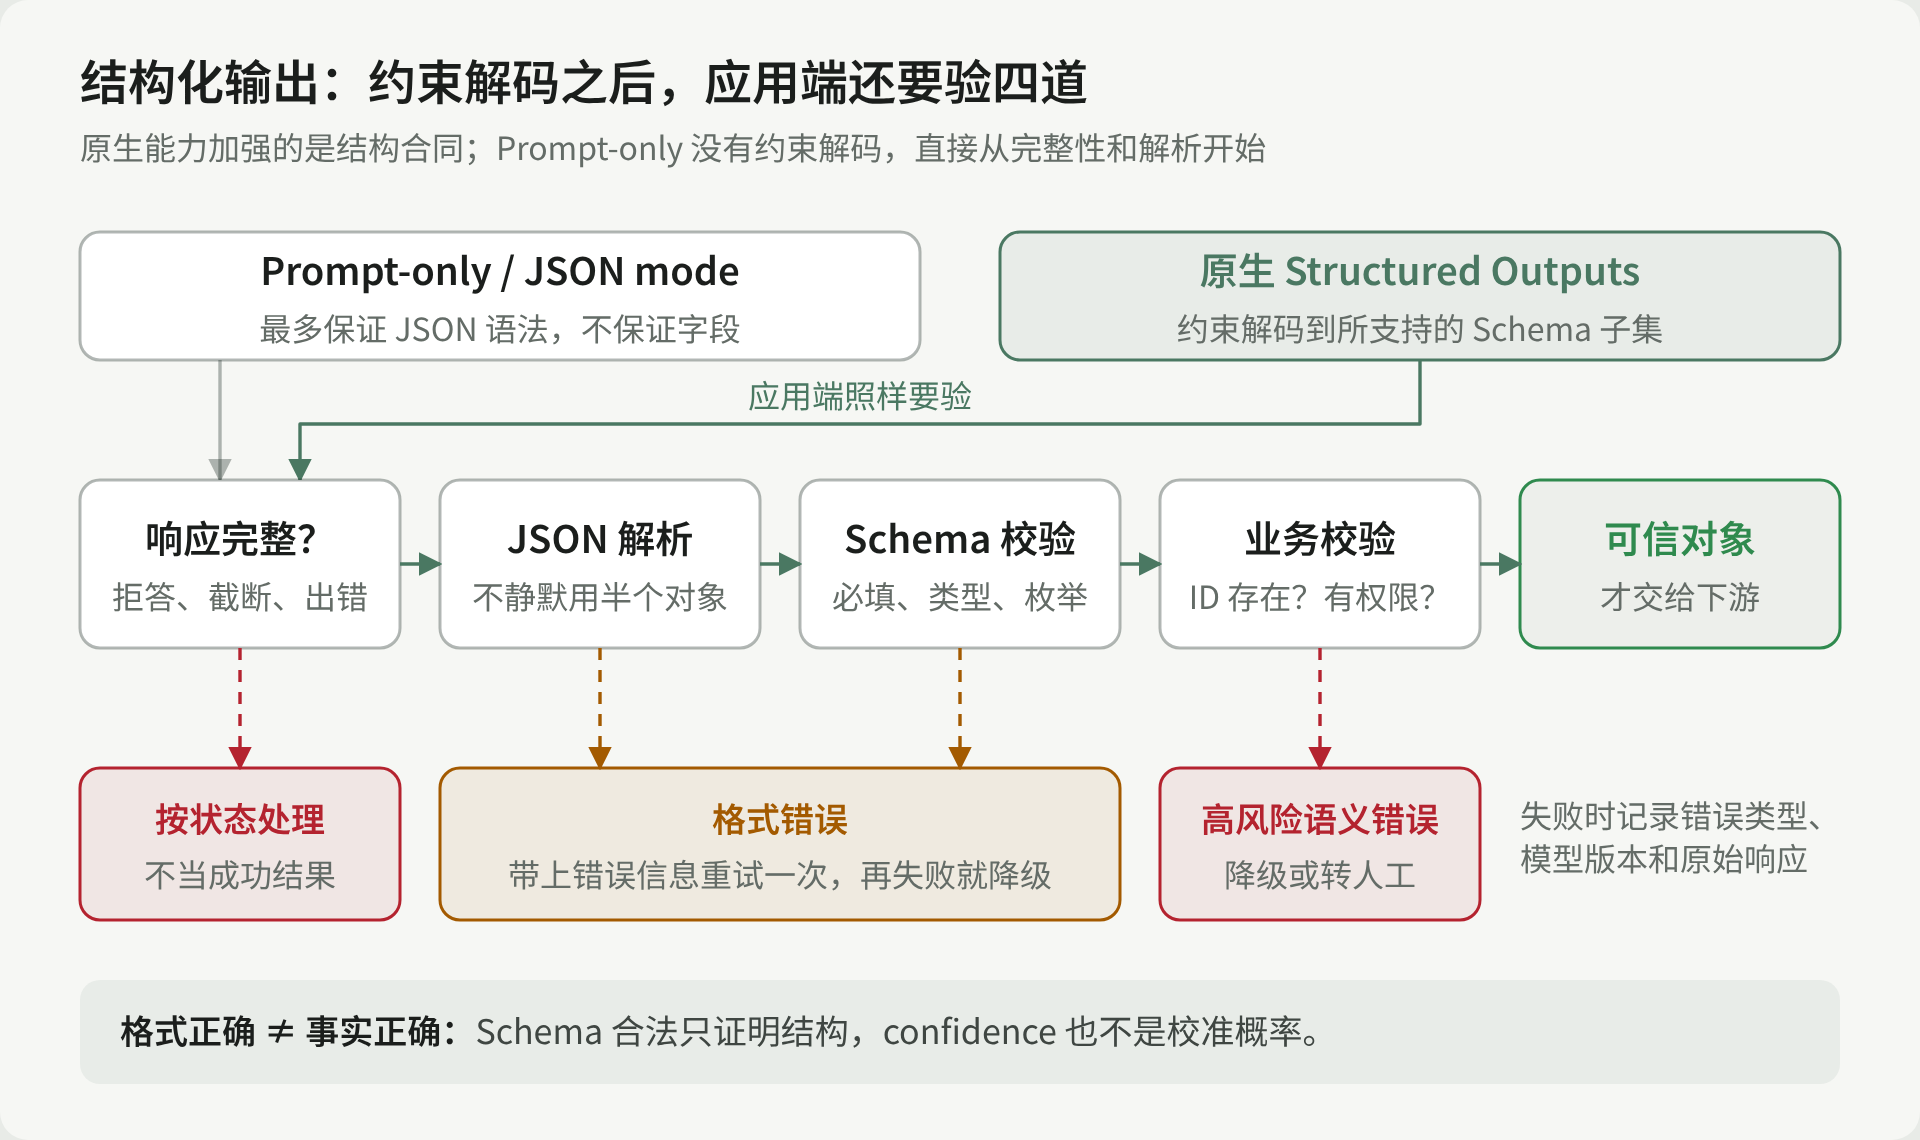 结构化输出：约束解码之后，应用端还要验四道
原生能力加强的是结构合同；Prompt-only 没有约束解码，直接从完整性和解析开始
Prompt-only / JSON mode
最多保证 JSON 语法，不保证字段
原生 Structured Outputs
约束解码到所支持的 Schema 子集
应用端照样要验
响应完整？
拒答、截断、出错
JSON 解析
不静默用半个对象
Schema 校验
必填、类型、枚举
业务校验
ID 存在？有权限？
可信对象
才交给下游
按状态处理
不当成功结果
格式错误
带上错误信息重试一次，再失败就降级
高风险语义错误
降级或转人工
失败时记录错误类型、
模型版本和原始响应
格式正确 ≠ 事实正确：Schema 合法只证明结构，confidence 也不是校准概率。